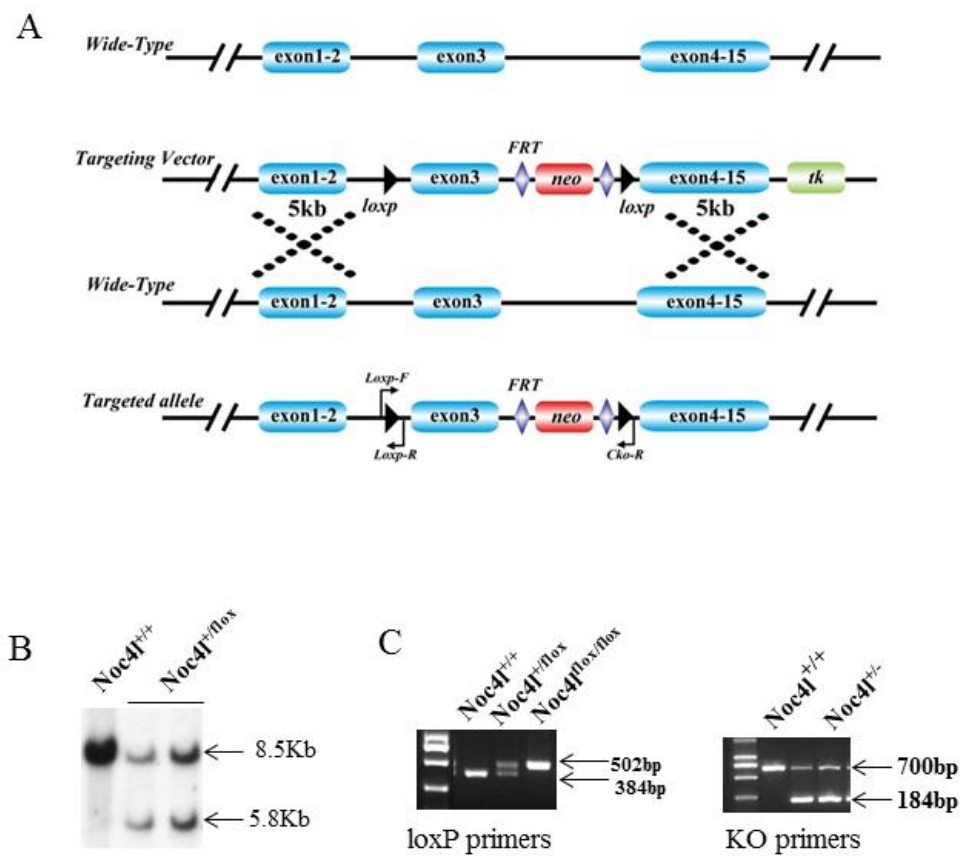 A
Wide-Type exon1-2 exon3 exon4-15
FRT
Targeting Vector exon1-2 exon3 neo exon4-15 tk
5kb loxp loxp 5kb
Wide-Type exon1-2 exon3 exon4-15
Loxp-F FRT
Targeted allele exon1-2 exon3 neo exon4-15
Loxp-R Cko-R
B
Noc4l+/+ Noc4l+/flox
8.5Kb
5.8Kb
C
Noc4l+/+ Noc4l+/flox Noc4lflox/flox
502bp
384bp
loxP primers
Noc4l+/+ Noc4l+/-
700bp
184bp
KO primers